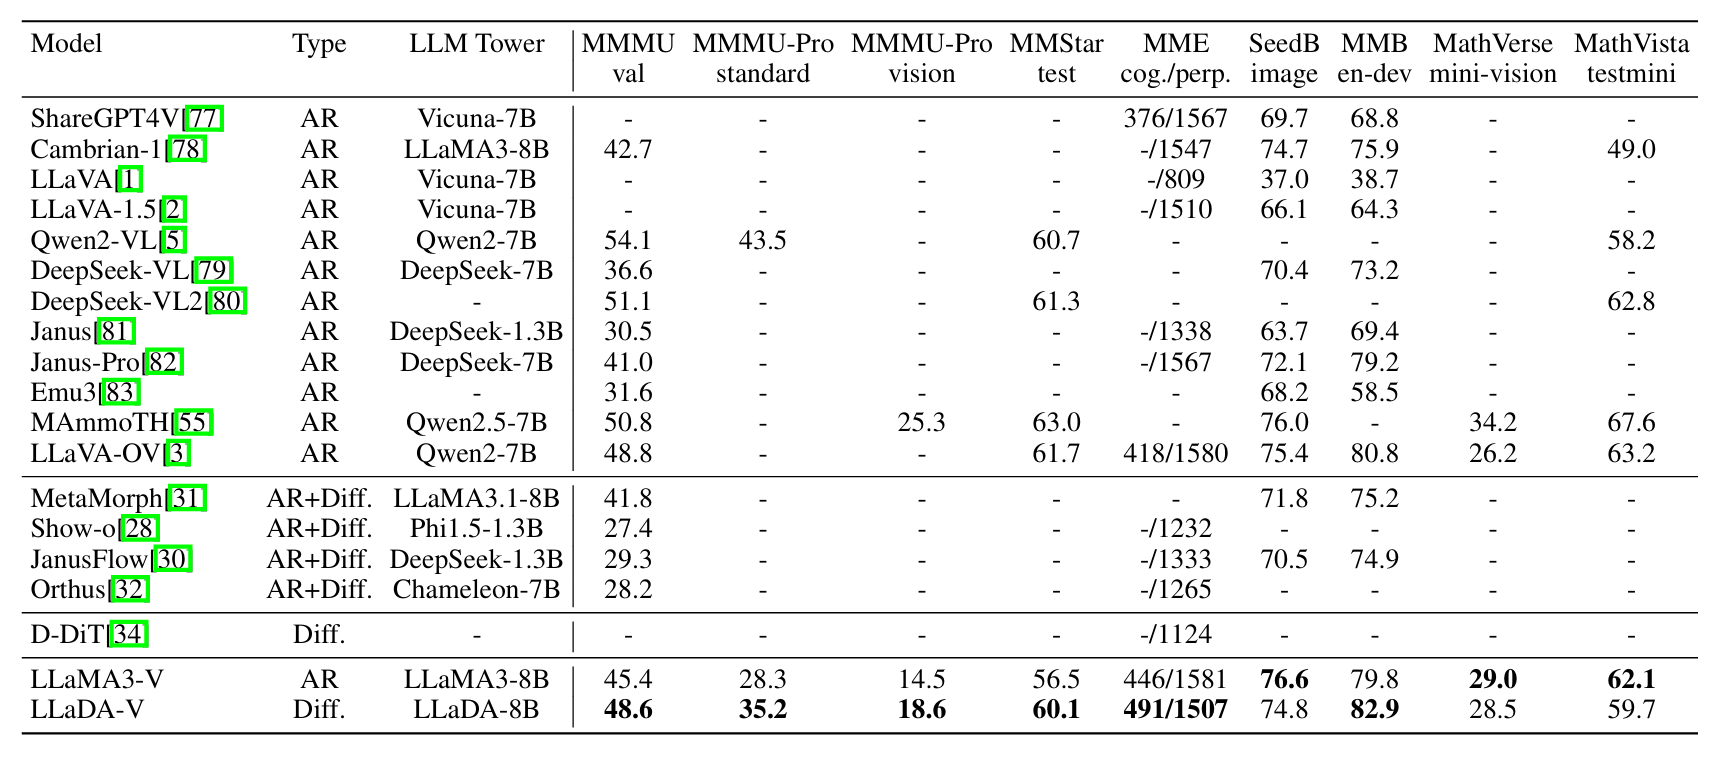 Model Type LLM Tower MMMU MMMU-Pro MMMU-Pro MMStar MME SeedB MMB MathVerse MathVista
val standard vision test cog./perp. image en-dev mini-vision testmini
ShareGPT4V[77] AR Vicuna-7B - - - - 376/1567 69.7 68.8 - -
Cambrian-1[78] AR LLaMA3-8B 42.7 - - - -/1547 74.7 75.9 - 49.0
LLaVA[1] AR Vicuna-7B - - - - -/809 37.0 38.7 - -
LLaVA-1.5[2] AR Vicuna-7B - - - - -/1510 66.1 64.3 - -
Qwen2-VL[5] AR Qwen2-7B 54.1 43.5 - 60.7 - - - - 58.2
DeepSeek-VL[79] AR DeepSeek-7B 36.6 - - - - 70.4 73.2 - -
DeepSeek-VL2[80] AR - 51.1 - - 61.3 - - - - 62.8
Janus[81] AR DeepSeek-1.3B 30.5 - - - -/1338 63.7 69.4 - -
Janus-Pro[82] AR DeepSeek-7B 41.0 - - - -/1567 72.1 79.2 - -
Emu3[83] AR - 31.6 - - - - 68.2 58.5 - -
MAmmoTH[55] AR Qwen2.5-7B 50.8 - 25.3 63.0 - 76.0 - 34.2 67.6
LLaVA-OV[3] AR Qwen2-7B 48.8 - - 61.7 418/1580 75.4 80.8 26.2 63.2
MetaMorph[31] AR+Diff. LLaMA3.1-8B 41.8 - - - - 71.8 75.2 - -
Show-o[28] AR+Diff. Phi1.5-1.3B 27.4 - - - -/1232 - - - -
JanusFlow[30] AR+Diff. DeepSeek-1.3B 29.3 - - - -/1333 70.5 74.9 - -
Orthus[32] AR+Diff. Chameleon-7B 28.2 - - - -/1265 - - - -
D-DiT[34] Diff. - - - - - -/1124 - - - -
LLaMA3-V AR LLaMA3-8B 45.4 28.3 14.5 56.5 446/1581 76.6 79.8 29.0 62.1
LLaDA-V Diff. LLaDA-8B 48.6 35.2 18.6 60.1 491/1507 74.8 82.9 28.5 59.7